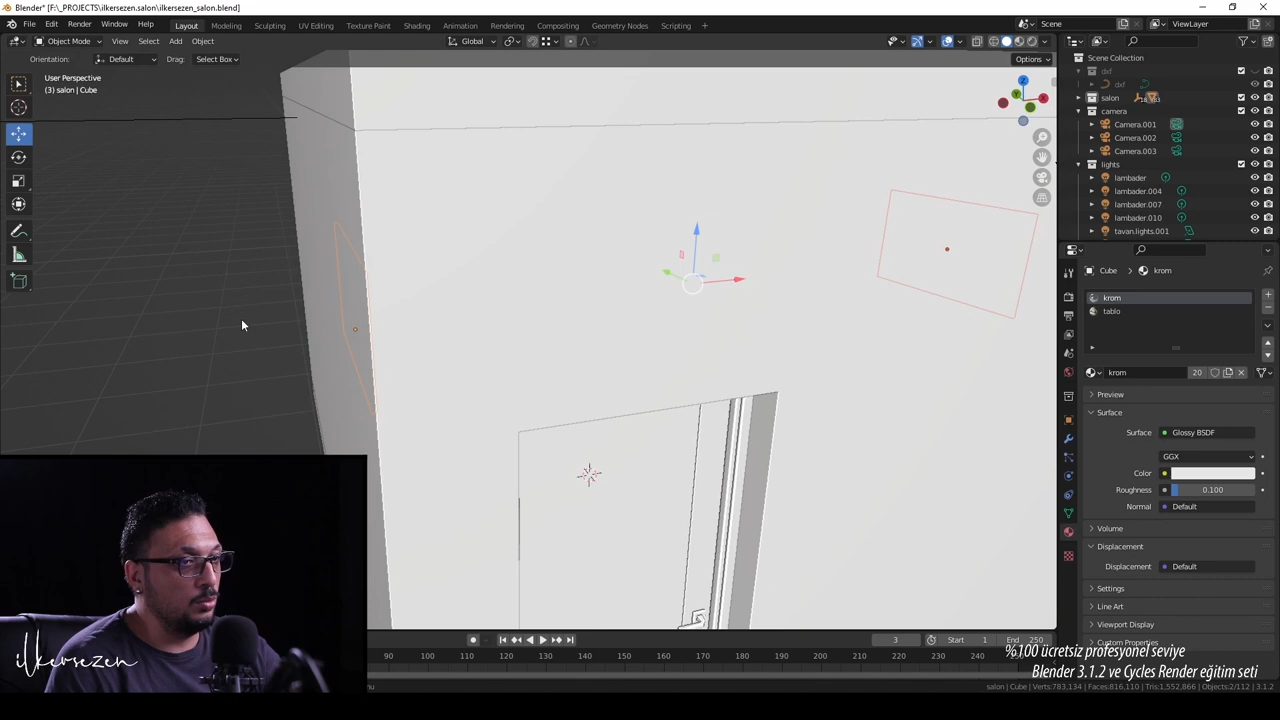 Blender* [F:\_PROJECTS\ilkersezen.salon\ilkersezen_salon.blend]
File Edit Render Window Help Layout Modeling Sculpting UV Editing Texture Paint Shading Animation Rendering Compositing Geometry Nodes Scripting + Scene ViewLayer
Object Mode View Select Add Object Global
Orientation: Default Drag: Select Box Options
User Perspective
(3) salon | Cube
X
Y
Z
Scene Collection
dxf
dxf
salon
camera
Camera.001
Camera.002
Camera.003
lights
lambader
lambader.004
lambader.007
lambader.010
tavan.lights.001
Cube krom
krom
tablo
krom 20
Preview
Surface
Surface Glossy BSDF
GGX
Color
Roughness 0.100
Normal Default
Volume
Displacement
Displacement Default
Settings
Line Art
Viewport Display
Custom Properties
3 Start 1 End 250
90 100 110 120 130 140 150 160 170 180 190 200 210 220 230 240 250
ilkersezen
%100 ücretsiz profesyonel seviye
Blender 3.1.2 ve Cycles Render eğitim seti
salon | Cube Verts:783,134 Faces:816,110 Tris:1,552,866 Objects:2/112 3.1.2